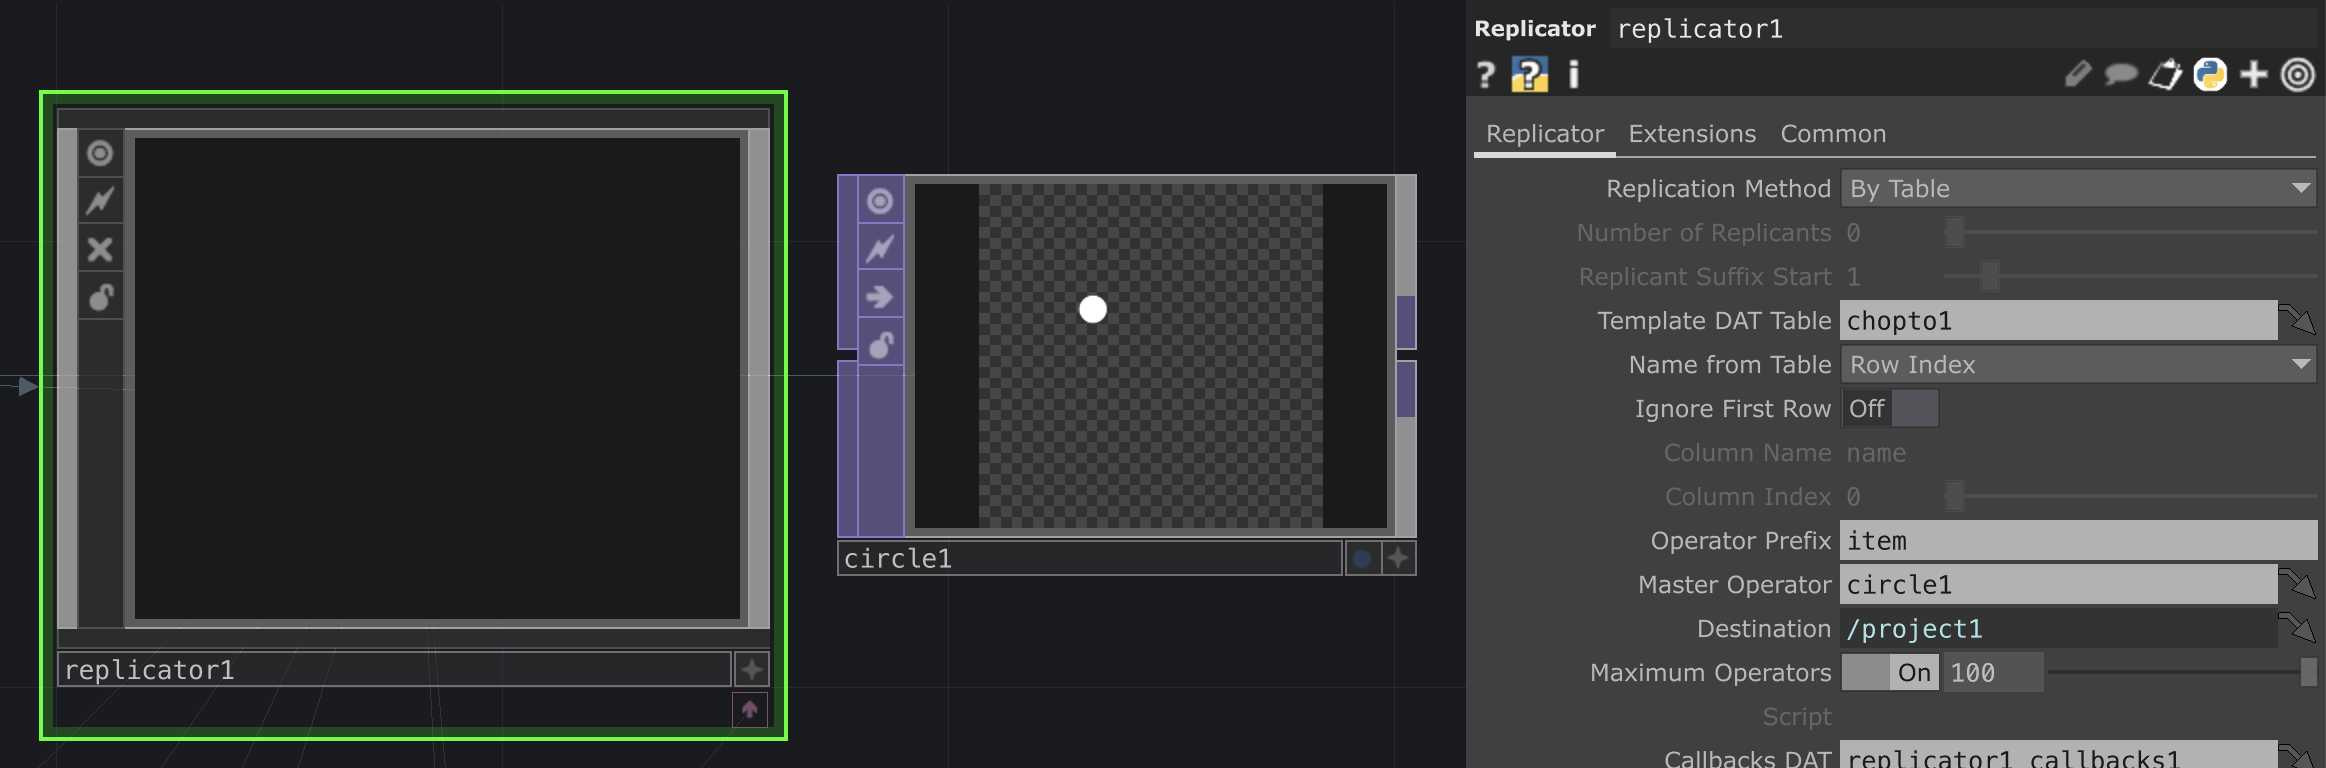 replicator1
circle1
Replicator replicator1
? ? i
Replicator Extensions Common
Replication Method By Table
Number of Replicants 0
Replicant Suffix Start 1
Template DAT Table chopto1
Name from Table Row Index
Ignore First Row Off
Column Name name
Column Index 0
Operator Prefix item
Master Operator circle1
Destination /project1
Maximum Operators On 100
Script
Callbacks DAT replicator1_callbacks1